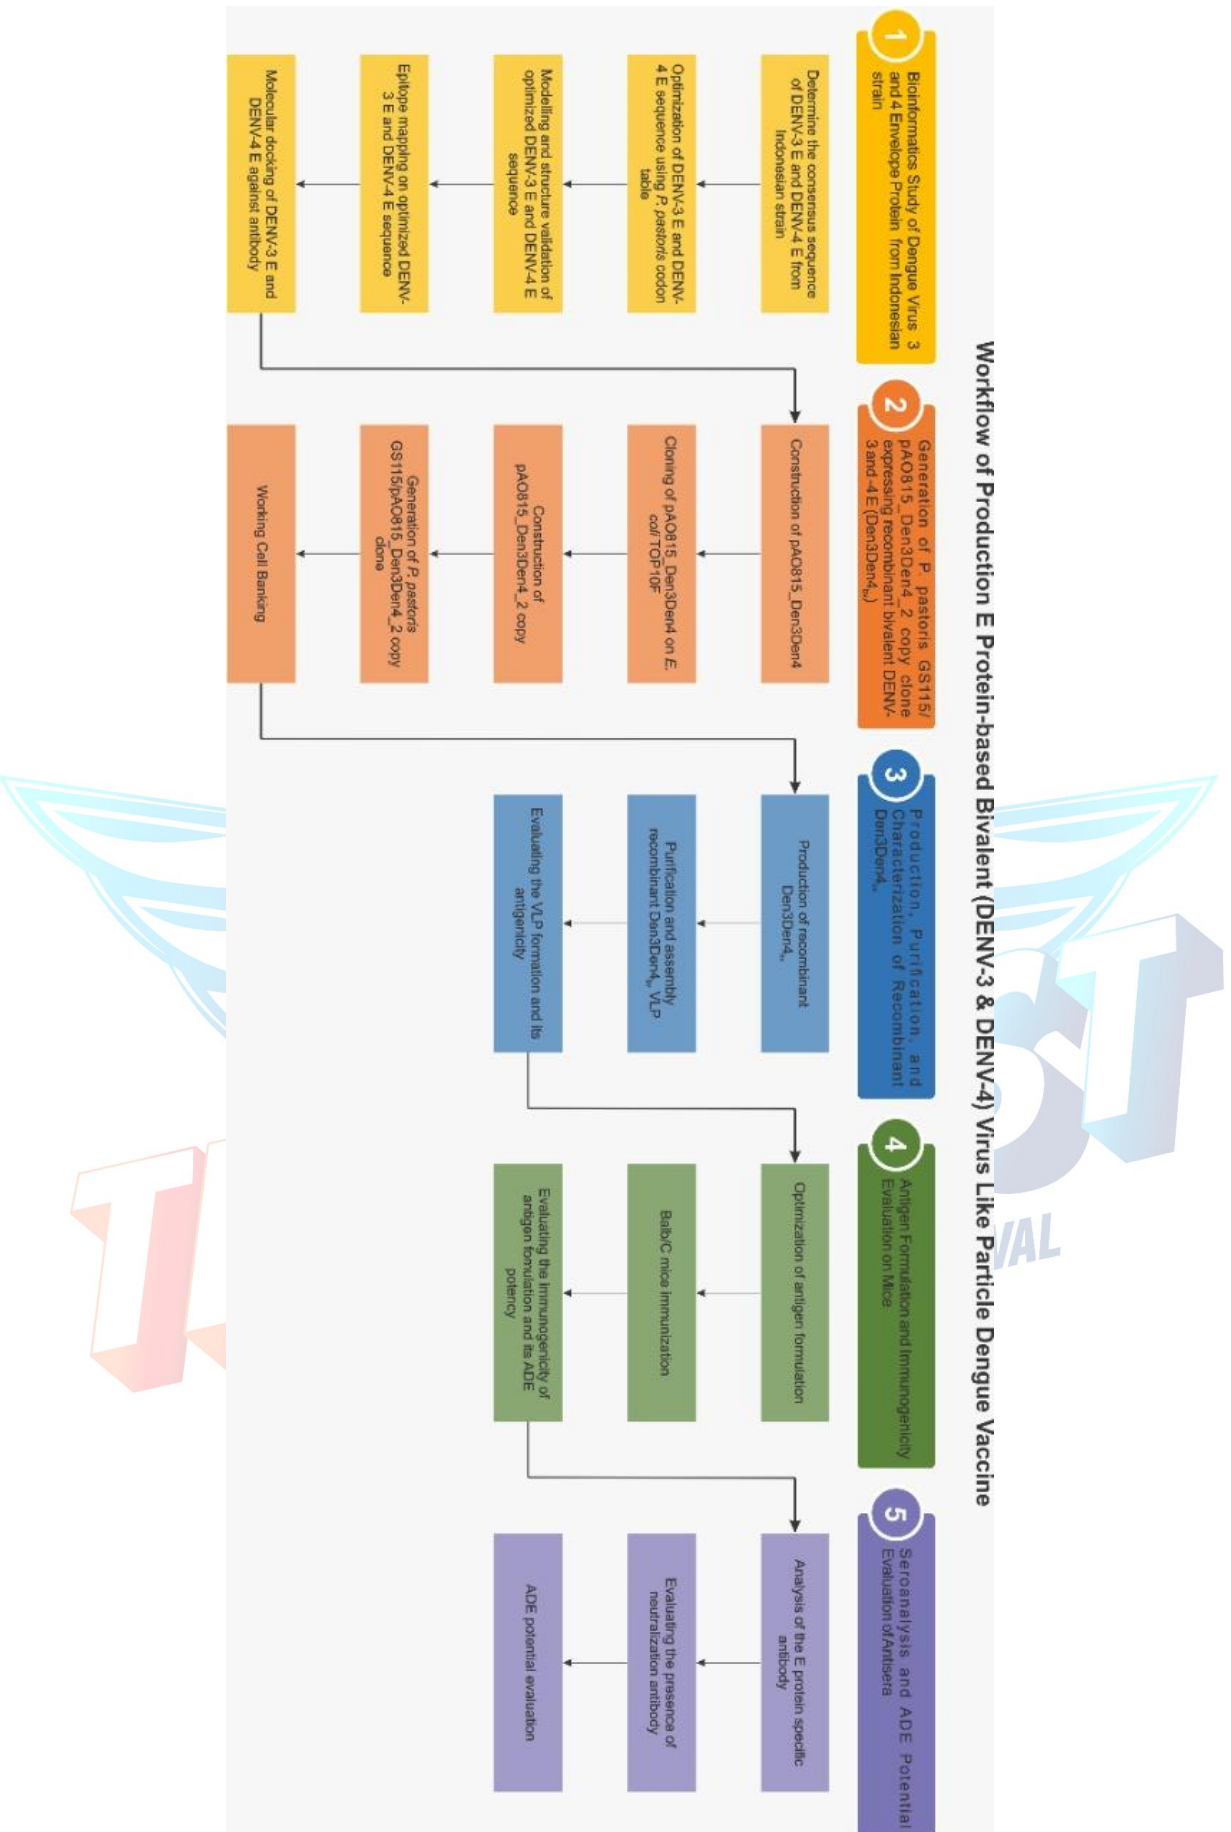 Workflow of Production E Protein-based Bivalent (DENV-3 & DENV-4) Virus Like Particle Dengue Vaccine
1
Bioinformatics Study of Dengue Virus 3
and 4 Envelope Protein from Indonesian
strain
Determine the consensus sequence
of DENV-3 E and DENV-4 E from
Indonesian strain
Optimization of DENV-3 E and DENV-
4 E sequence using P. pastoris codon
table
Modelling and structure validation of
optimized DENV-3 E and DENV-4 E
sequence
Epitope mapping on optimized DENV-
3 E and DENV-4 E sequence
Molecular docking of DENV-3 E and
DENV-4 E against antibody
2
Generation of P. pastoris GS115/
pAO815_Den3Den4_2 copy clone
expressing recombinant bivalent DENV-
3 and -4 E (Den3Den4bv)
Construction of pAO815_Den3Den4
Cloning of pAO815_Den3Den4 on E.
coli TOP10F
Construction of
pAO815_Den3Den4_2 copy
Generation of P. pastoris
GS115/pAO815_Den3Den4_2 copy
clone
Working Cell Banking
3
Production, Purification, and
Characterization of Recombinant
Den3Den4bv
Production of recombinant
Den3Den4bv
Purification and assembly
recombinant Den3Den4bv VLP
Evaluating the VLP formation and its
antigenicity
4
Antigen Formulation and Immunogenicity
Evaluation on Mice
Optimization of antigen formulation
Balb/C mice immunization
Evaluating the immunogenicity of
antigen fomulation and its ADE
potency
5
Seroanalysis and ADE Potential
Evaluation of Antisera
Analysis of the E protein specific
antibody
Evaluating the presence of
neutralization antibody
ADE potential evaluation
ST
VAL
T